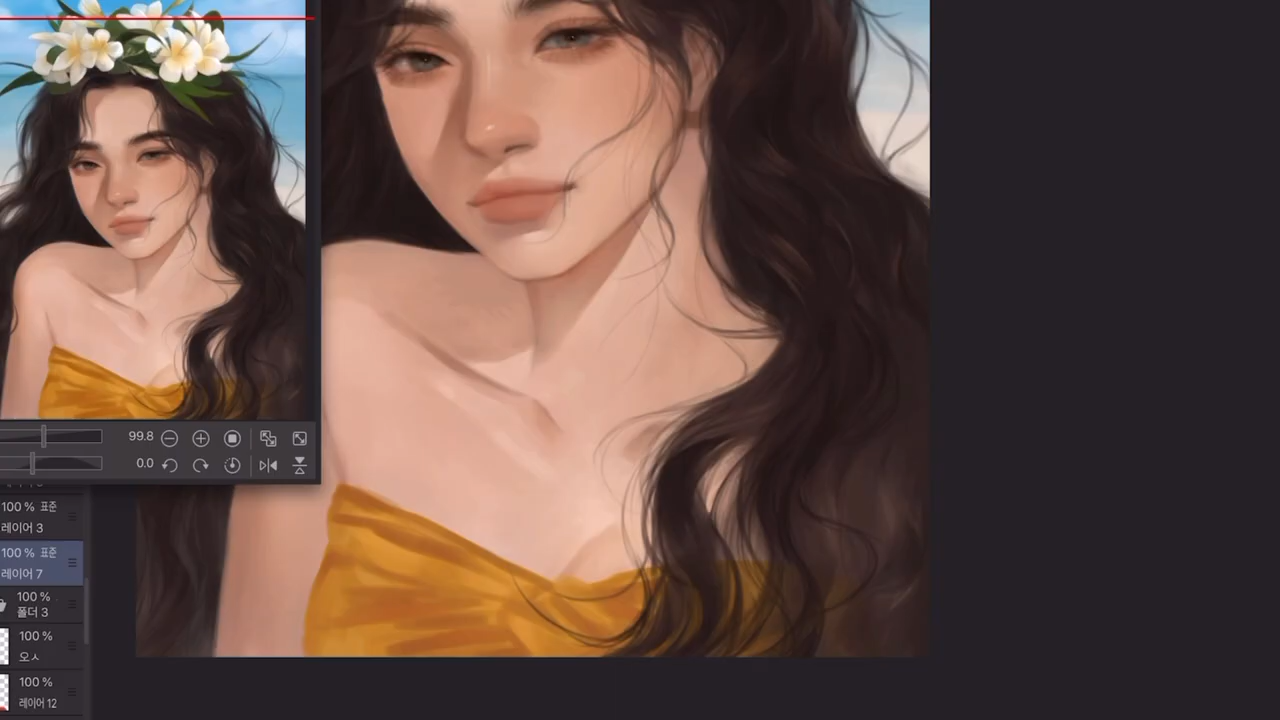 99.8
0.0
100 % 표준
레이어 3
100 % 표준
레이어 7
100 %
폴더 3
100 %
오ㅅ
100 %
레이어 12